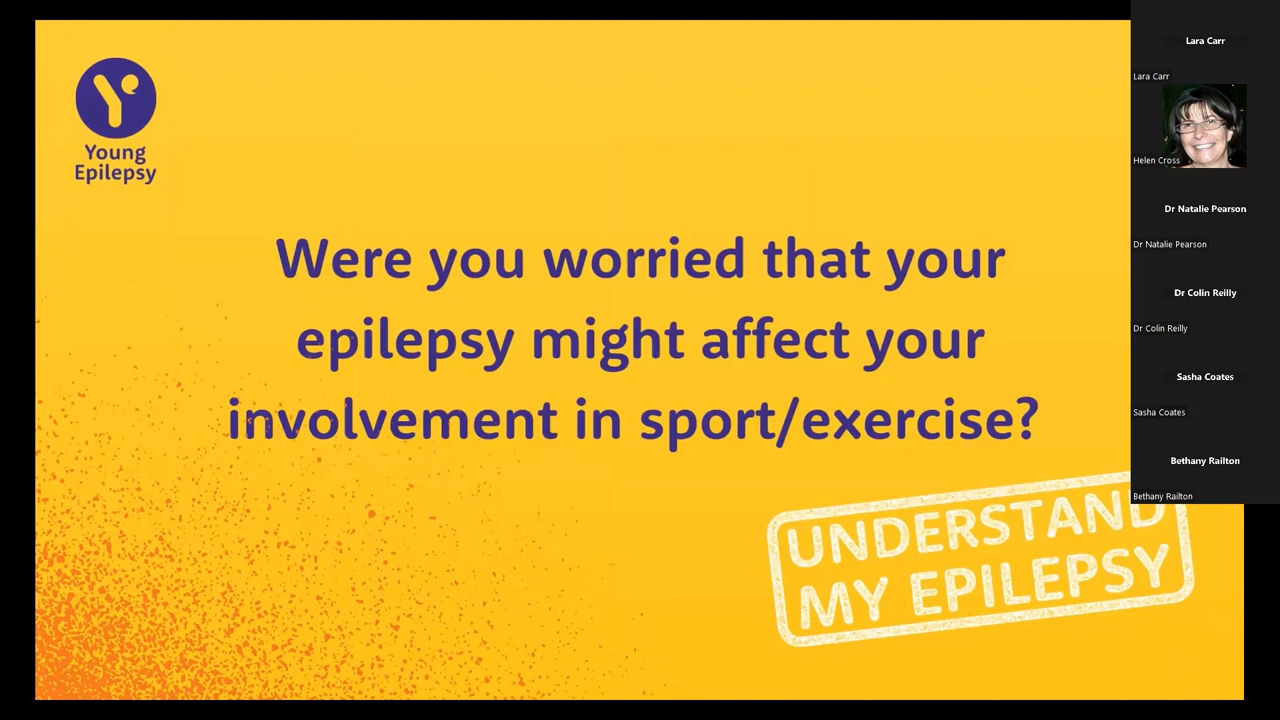 Young
Epilepsy
Were you worried that your
epilepsy might affect your
involvement in sport/exercise?
UNDERSTAND
MY EPILEPSY
Lara Carr
Lara Carr
Helen Cross
Dr Natalie Pearson
Dr Natalie Pearson
Dr Colin Reilly
Dr Colin Reilly
Sasha Coates
Sasha Coates
Bethany Railton
Bethany Railton